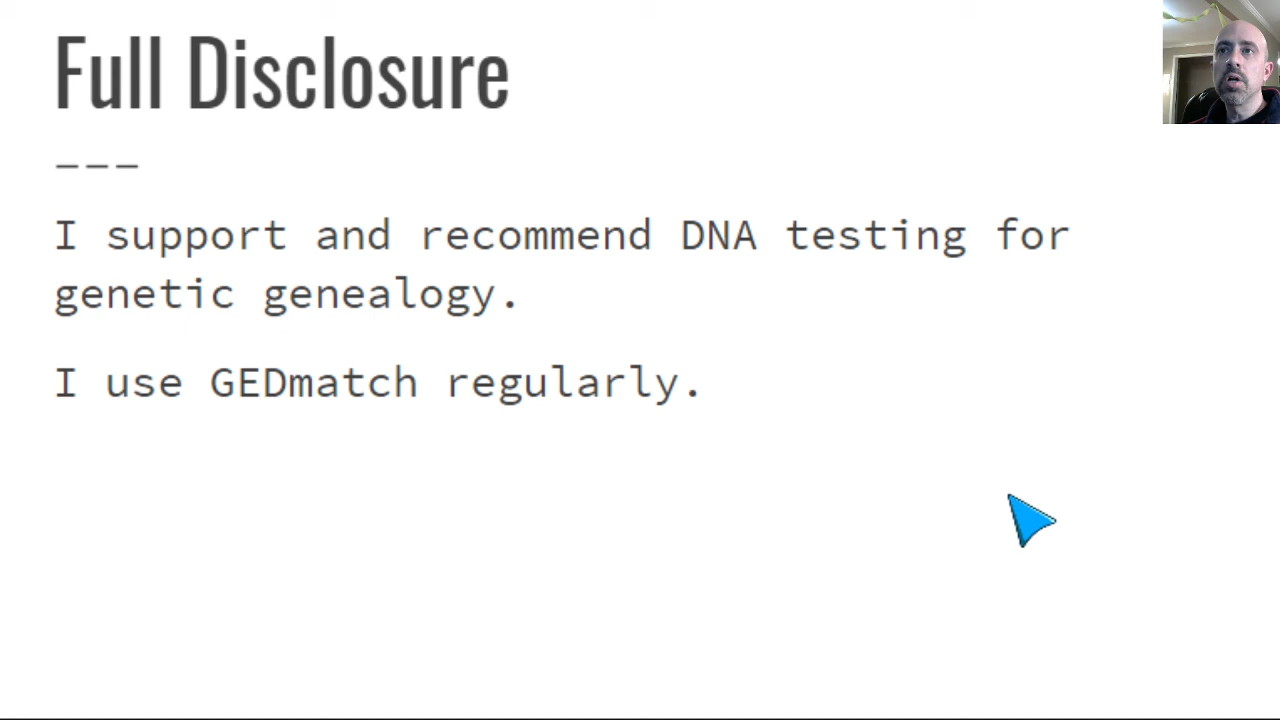 Full Disclosure
---
I support and recommend DNA testing for
genetic genealogy.
I use GEDmatch regularly.